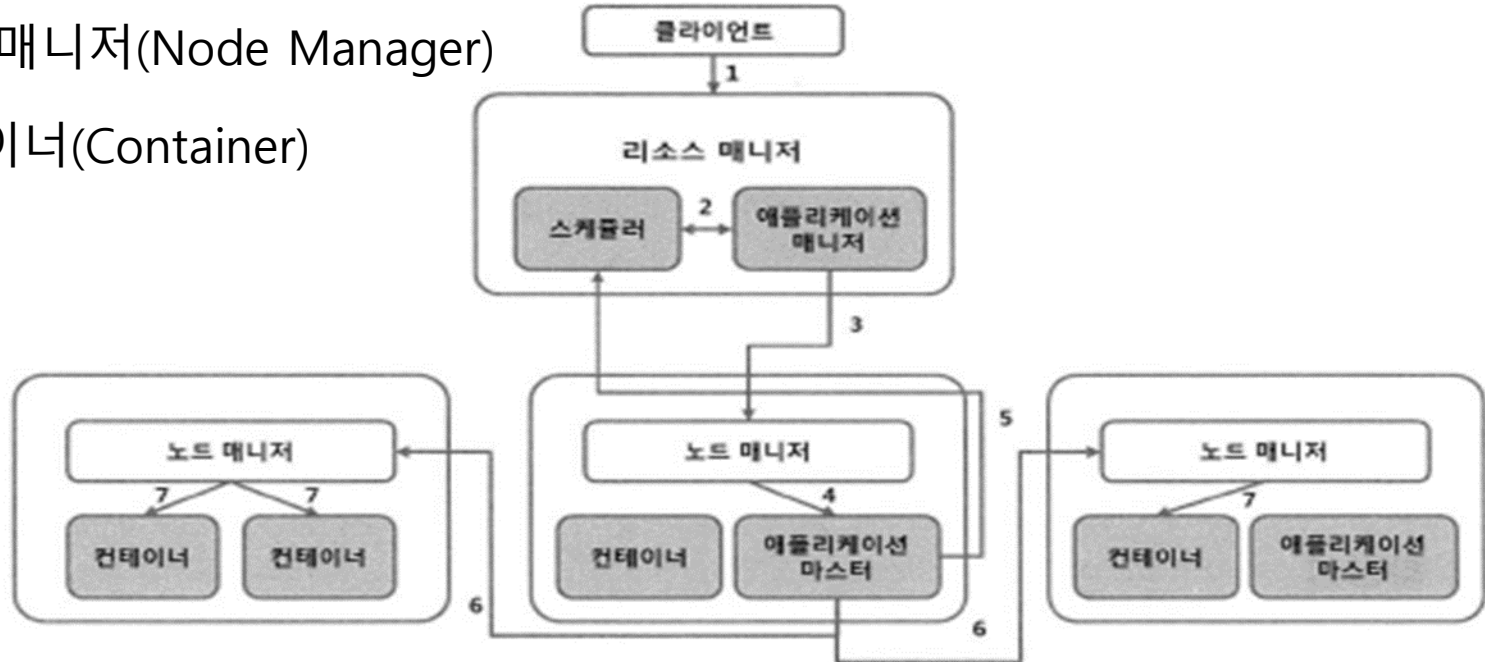 매니저(Node Manager)
이너(Container)
클라이언트
1
리소스 매니저
스케쥴러
2
애플리케이션
매니저
3
5
노드 매니저
7
7
컨테이너
컨테이너
6
노드 매니저
4
컨테이너
애플리케이션
마스터
6
노드 매니저
7
컨테이너
애플리케이션
마스터